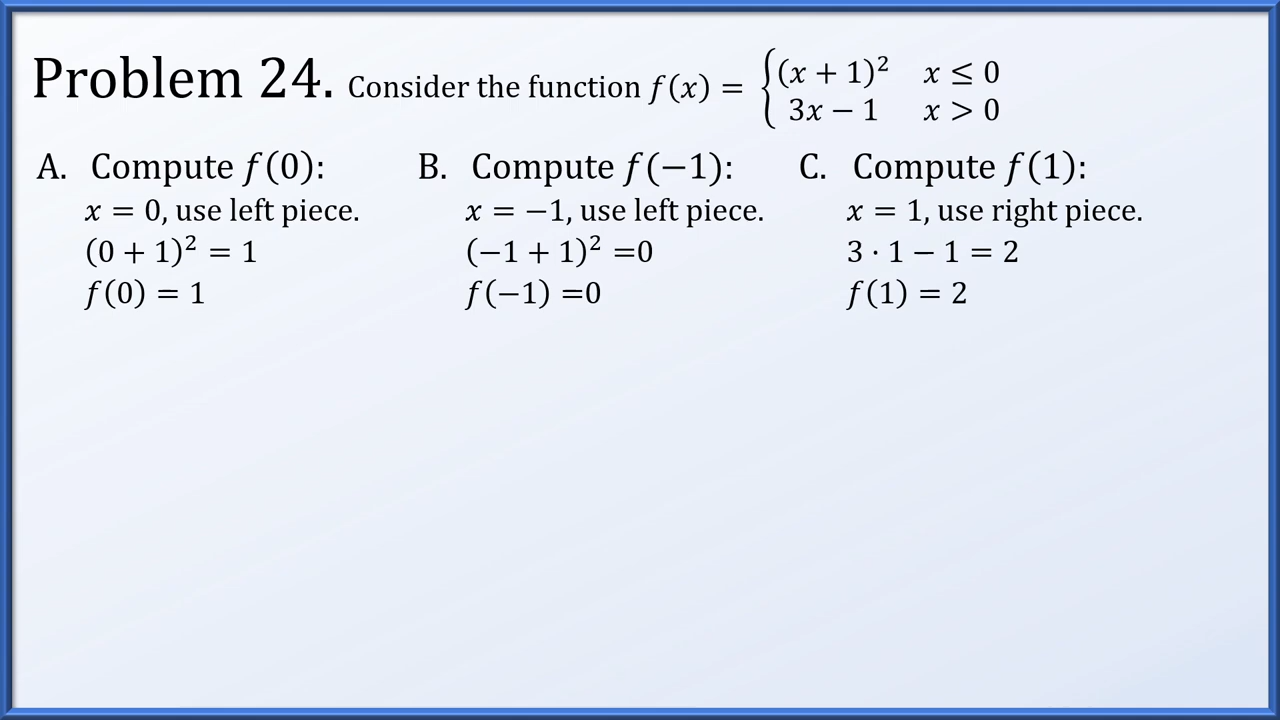 Problem 24. Consider the function f(x) = { (x + 1)² x ≤ 0
3x − 1 x > 0
A. Compute f(0):
x = 0, use left piece.
(0 + 1)² = 1
f(0) = 1
B. Compute f(−1):
x = −1, use left piece.
(−1 + 1)² =0
f(−1) =0
C. Compute f(1):
x = 1, use right piece.
3 · 1 − 1 = 2
f(1) = 2